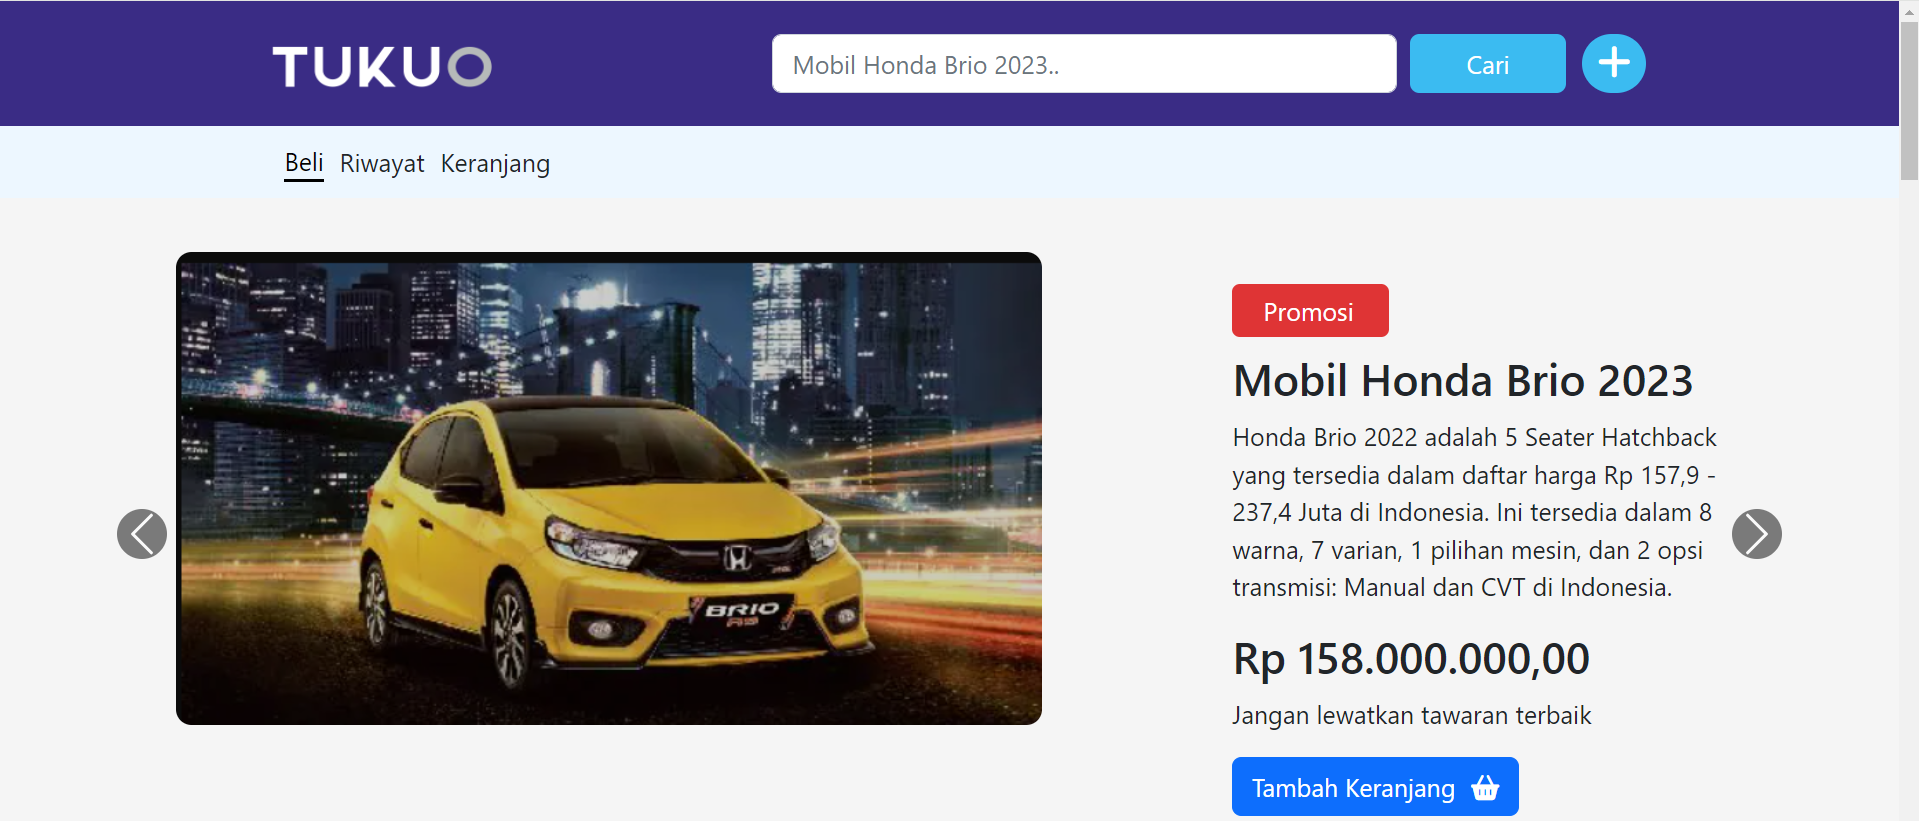 TUKUO
Mobil Honda Brio 2023..
Cari
Beli Riwayat Keranjang
Promosi
Mobil Honda Brio 2023
Honda Brio 2022 adalah 5 Seater Hatchback
yang tersedia dalam daftar harga Rp 157,9 -
237,4 Juta di Indonesia. Ini tersedia dalam 8
warna, 7 varian, 1 pilihan mesin, dan 2 opsi
transmisi: Manual dan CVT di Indonesia.
BRIO
RS
Rp 158.000.000,00
Jangan lewatkan tawaran terbaik
Tambah Keranjang